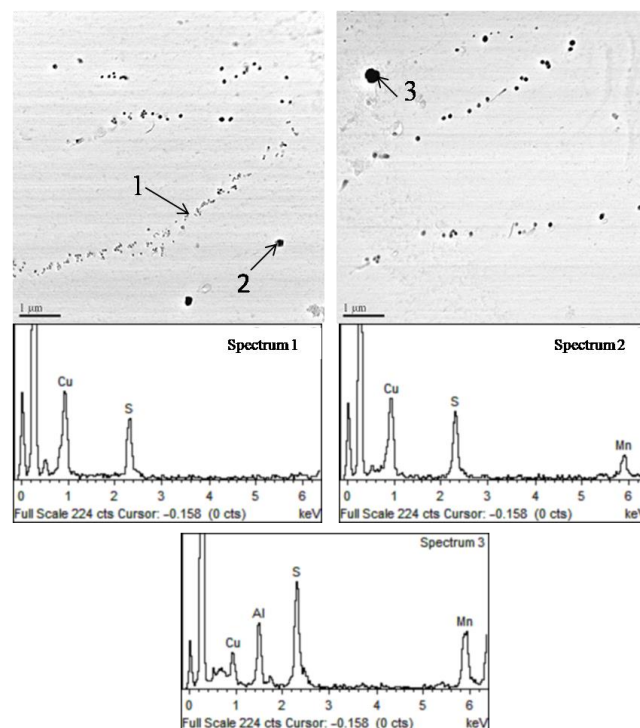 1
2
1 μm
3
1 μm
Spectrum 1
Cu
S
0 1 2 3 4 5 6
Full Scale 224 cts Cursor: -0.158 (0 cts) keV
Spectrum 2
Cu
S
Mn
0 1 2 3 4 5 6
Full Scale 224 cts Cursor: -0.158 (0 cts) keV
Spectrum 3
S
Al
Cu
Mn
0 1 2 3 4 5 6
Full Scale 224 cts Cursor: -0.158 (0 cts) keV